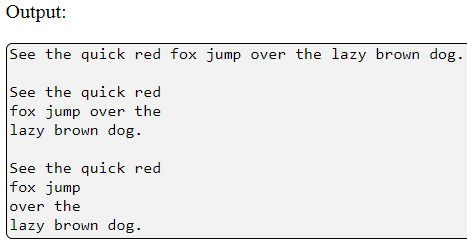 Output:
See the quick red fox jump over the lazy brown dog.
See the quick red
fox jump over the
lazy brown dog.
See the quick red
fox jump
over the
lazy brown dog.